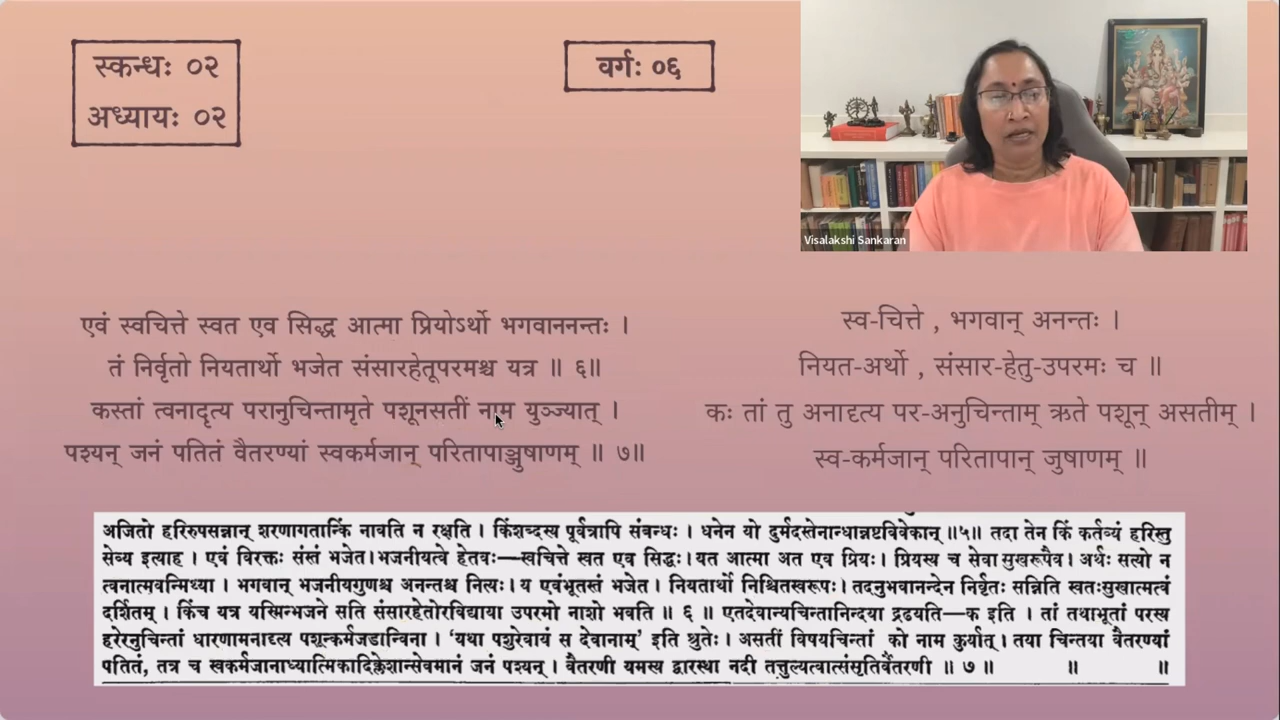 स्कन्धः ०२
अध्यायः ०२
वर्गः ०६
Visalakshi Sankaran
एवं स्वचित्ते स्वत एव सिद्ध आत्मा प्रियोऽर्थो भगवाननन्तः ।
तं निर्वृतो नियतार्थो भजेत संसारहेतूपरमश्च यत्र ॥ ६॥
कस्तां त्वनादृत्य परानुचिन्तामृते पशूनसतीं नाम युञ्ज्यात् ।
पश्यन् जनं पतितं वैतरण्यां स्वकर्मजान् परितापाञ्जुषाणम् ॥ ७॥
स्व-चित्ते , भगवान् अनन्तः ।
नियत-अर्थो , संसार-हेतु-उपरमः च ॥
कः तां तु अनादृत्य पर-अनुचिन्ताम् ऋते पशून् असतीम् ।
स्व-कर्मजान् परितापान् जुषाणम् ॥
अजितो हरिरुपसन्नान् शरणागतान्किं नावति न रक्षति । किंशब्दस्य पूर्वत्रापि संबन्धः । धनेन यो दुर्मदस्तेनान्धान्नष्टविवेकान् ॥५॥ तदा तेन किं कर्तव्यं हरिस्तु
सेव्य इत्याह । एवं विरक्तः संस्तं भजेत।भजनीयत्वे हेतवः—स्वचित्ते स्वत एव सिद्धः।यत आत्मा अत एव प्रियः। प्रियस्य च सेवा सुखरूपैव। अर्थः सत्यो न
त्वनात्मवन्मिथ्या । भगवान् भजनीयगुणश्च अनन्तश्च नित्यः। य एवंभूतस्तं भजेत । नियतार्थो निश्चितस्वरूपः। तदनुभवानन्देन निर्वृतः सन्निति स्वतःसुखात्मत्वं
दर्शितम् । किंच यत्र यस्मिन्भजने सति संसारहेतोरविद्याया उपरमो नाशो भवति ॥ ६ ॥ एतदेवान्यचिन्तानिन्दया द्रढयति—क इति । तां तथाभूतां परस्य
हरेरनुचिन्तां धारणामनादृत्य पशून्कर्मजडान्विना । 'यथा पशुरेवायं स देवानाम्' इति श्रुतेः। असतीं विषयचिन्तां को नाम कुर्यात्। तया चिन्तया वैतरण्यां
पतितं, तत्र च स्वकर्मजानाध्यात्मिकादिक्लेशान्सेवमानं जनं पश्यन् । वैतरणी यमस्य द्वारस्था नदी तत्तुल्यत्वात्संसृतिर्वैतरणी ॥ ७ ॥ ॥ ॥